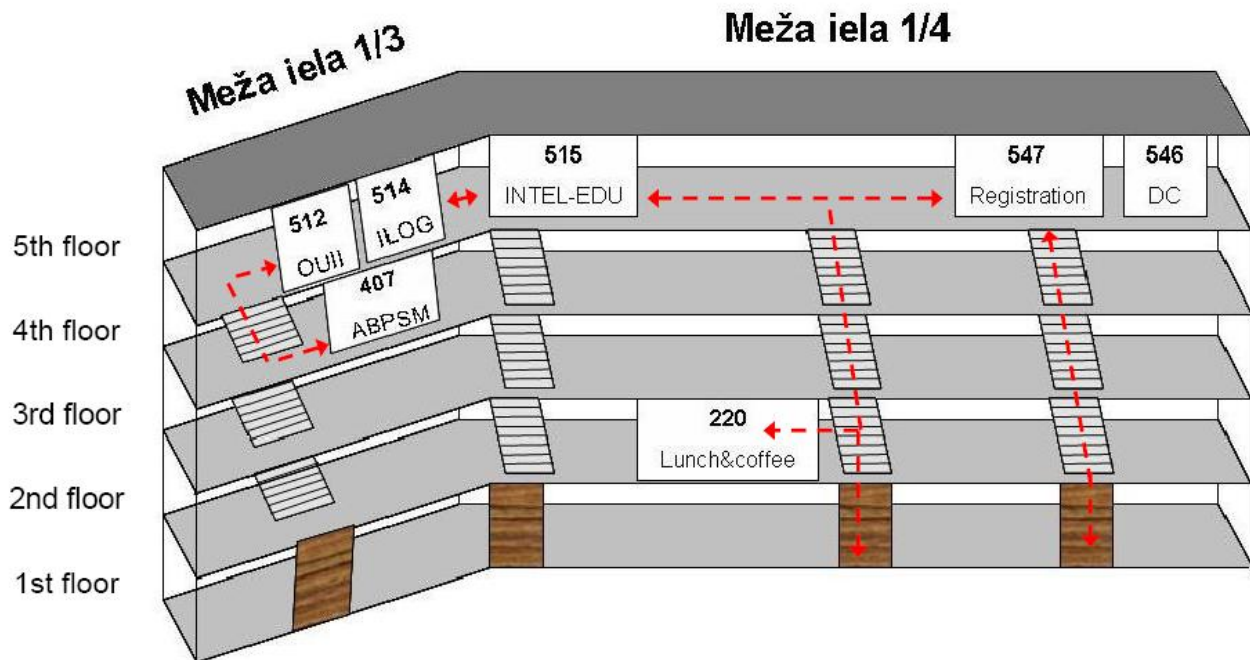 Meža iela 1/3
Meža iela 1/4
515
INTEL-EDU
547
Registration
546
DC
514
ILOG
512
OUII
407
ABPSM
220
Lunch&coffee
5th floor
4th floor
3rd floor
2nd floor
1st floor